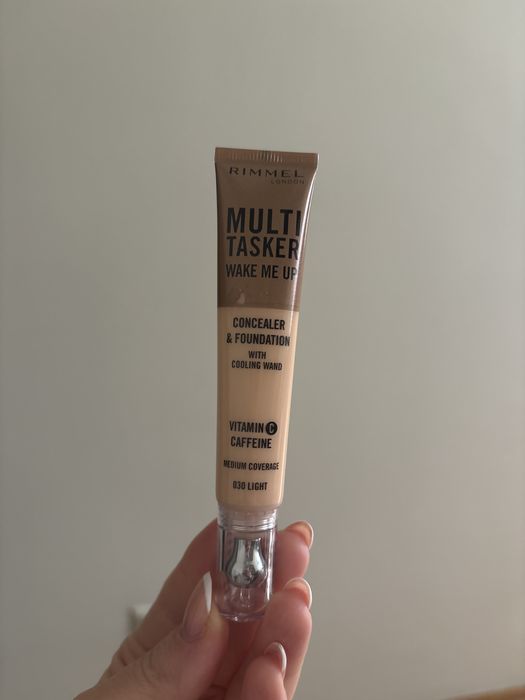 RIMMEL
LONDON
MULTI
TASKER
WAKE ME UP
CONCEALER
& FOUNDATION
WITH
COOLING WAND
VITAMIN C
CAFFEINE
MEDIUM COVERAGE
030 LIGHT